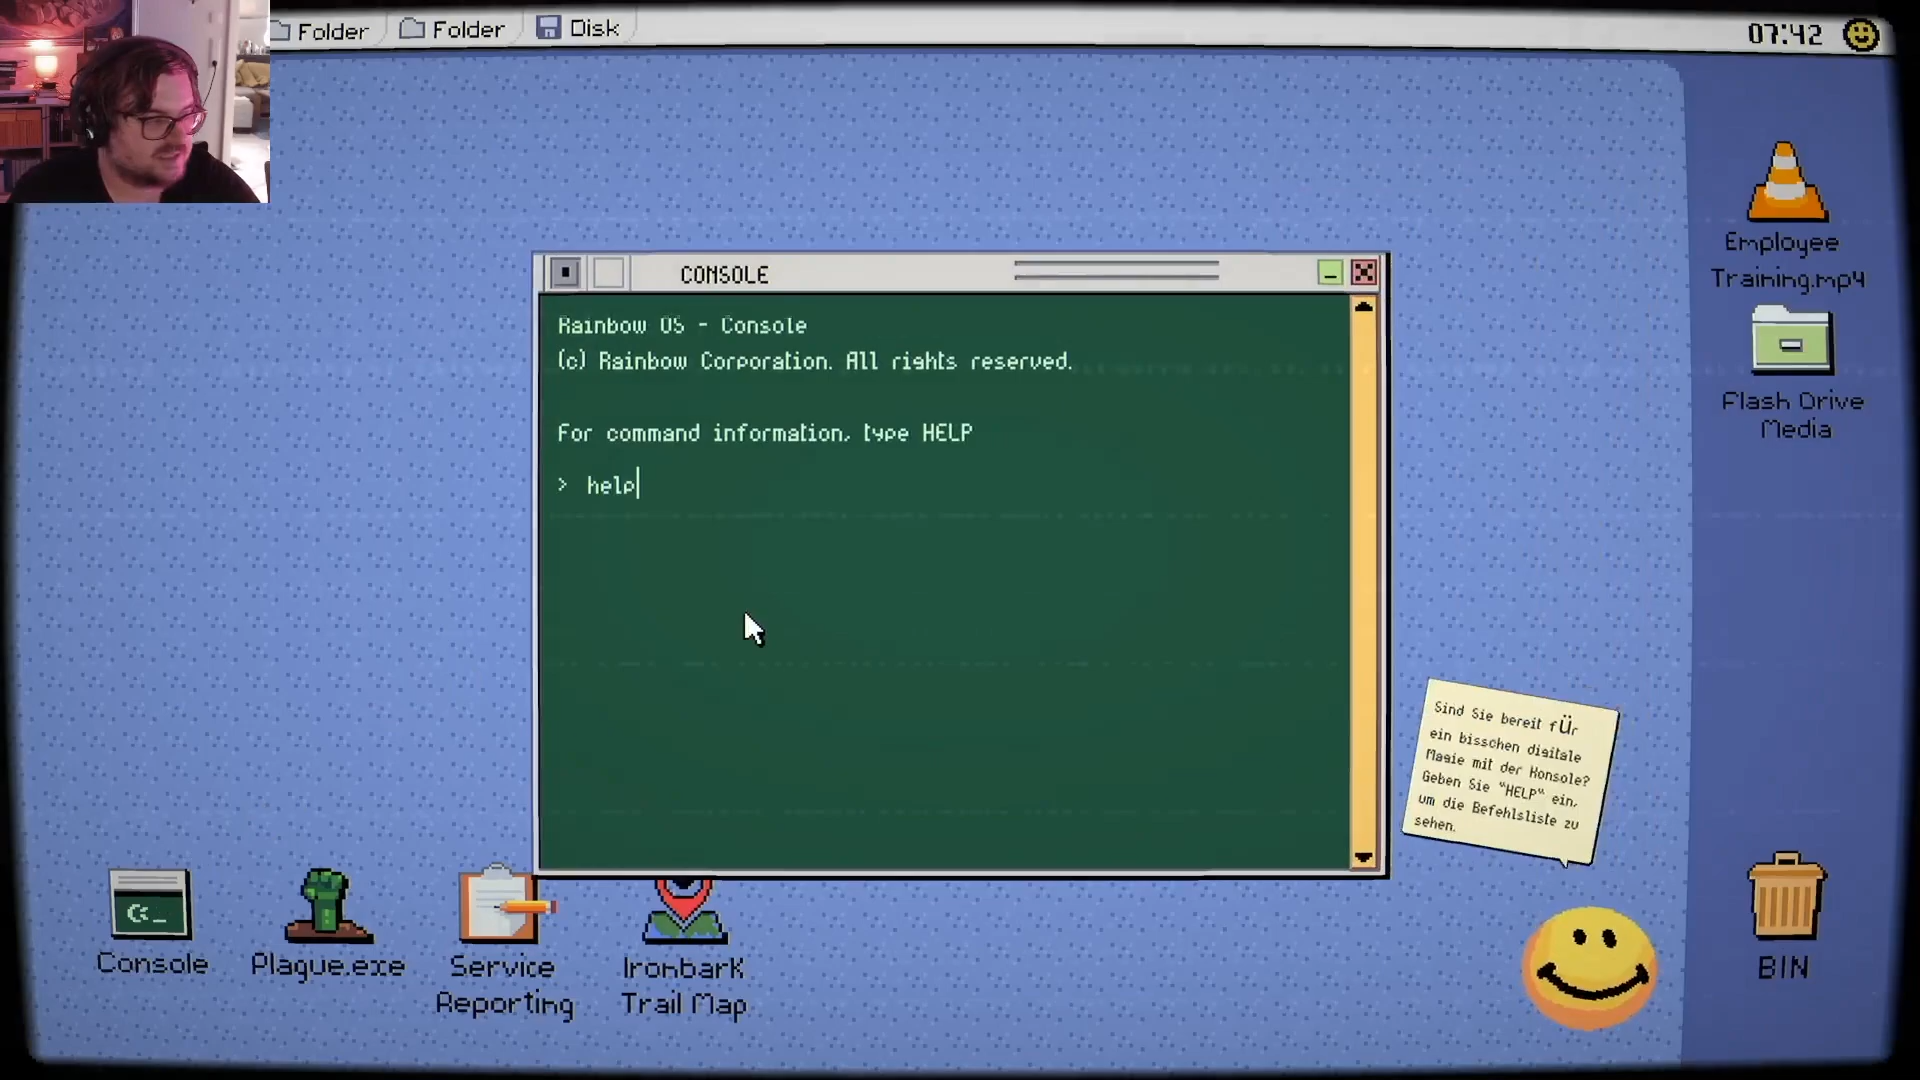 Folder
Folder
Disk
07:42
Employee
Training.mp4
Flash Drive
Media
CONSOLE
Rainbow OS - Console
(c) Rainbow Corporation. All rights reserved.
For command information, type HELP
> help
Sind Sie bereit für
ein bisschen digitale
Magie mit der Konsole?
Geben Sie "HELP" ein,
um die Befehlsliste zu
sehen.
C:_
Console
Plague.exe
Service
Reporting
Ironbark
Trail Map
BIN